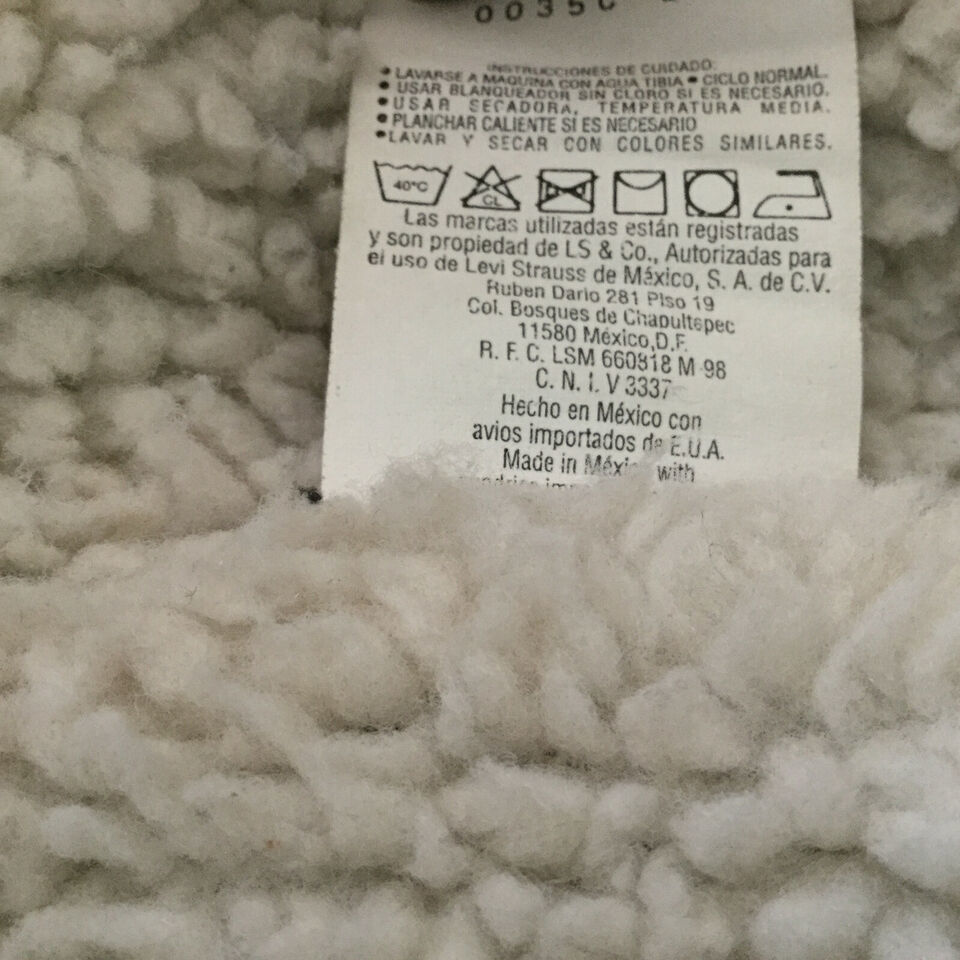 0035
INSTRUCCIONES DE CUIDADO:
• LAVARSE A MAQUINA CON AGUA TIBIA • CICLO NORMAL.
• USAR BLANQUEADOR SIN CLORO SI ES NECESARIO.
• USAR SECADORA, TEMPERATURA MEDIA.
• PLANCHAR CALIENTE SI ES NECESARIO
• LAVAR Y SECAR CON COLORES SIMILARES.
40°C CL
Las marcas utilizadas están registradas
y son propiedad de LS & Co., Autorizadas para
el uso de Levi Strauss de México, S. A. de C.V.
Ruben Dario 281 Piso 19
Col. Bosques de Chapultepec
11580 México,D.F.
R. F. C. LSM 660818 M 98
C. N. I. V 3337
Hecho en México con
avios importados de E.U.A.
Made in México with